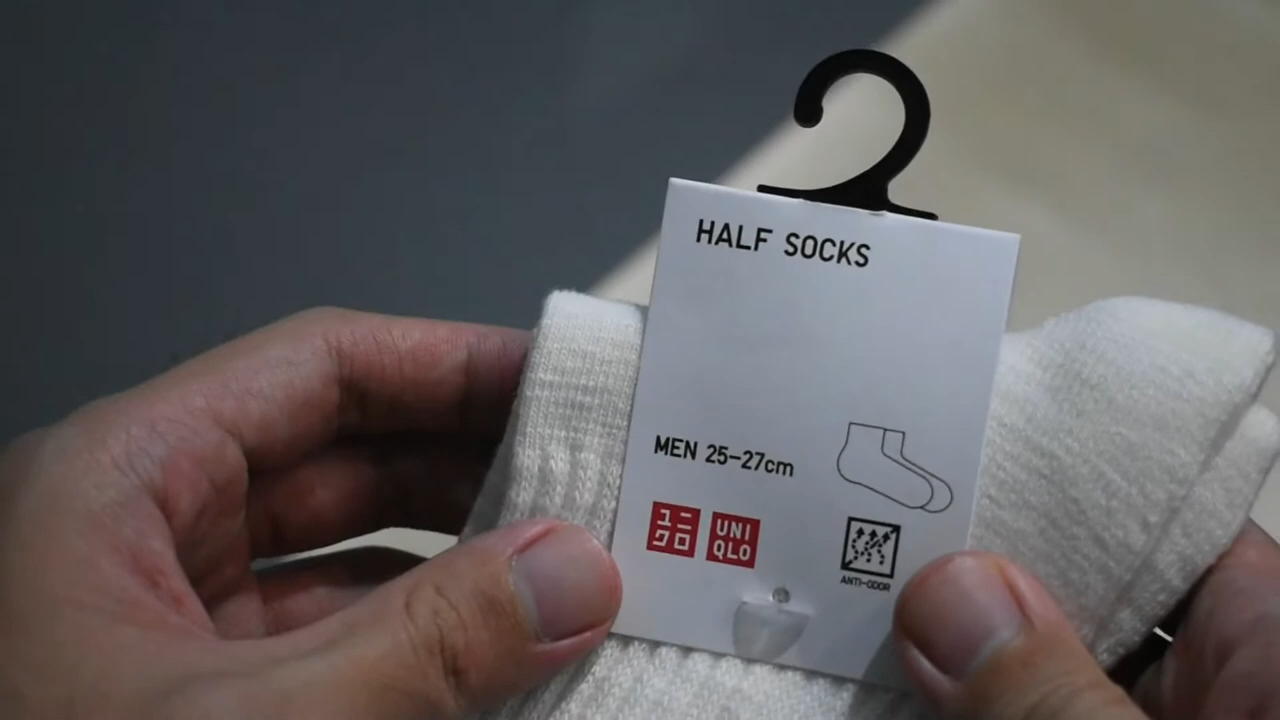 HALF SOCKS
MEN 25-27cm
ユニ
クロ
UNI
QLO
ANTI-ODOR